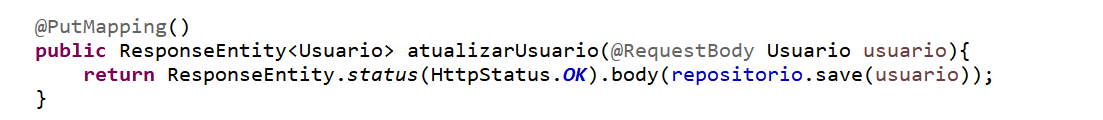 @PutMapping()
public ResponseEntity<Usuario> atualizarUsuario(@RequestBody Usuario usuario){
    return ResponseEntity.status(HttpStatus.OK).body(repositorio.save(usuario));
}